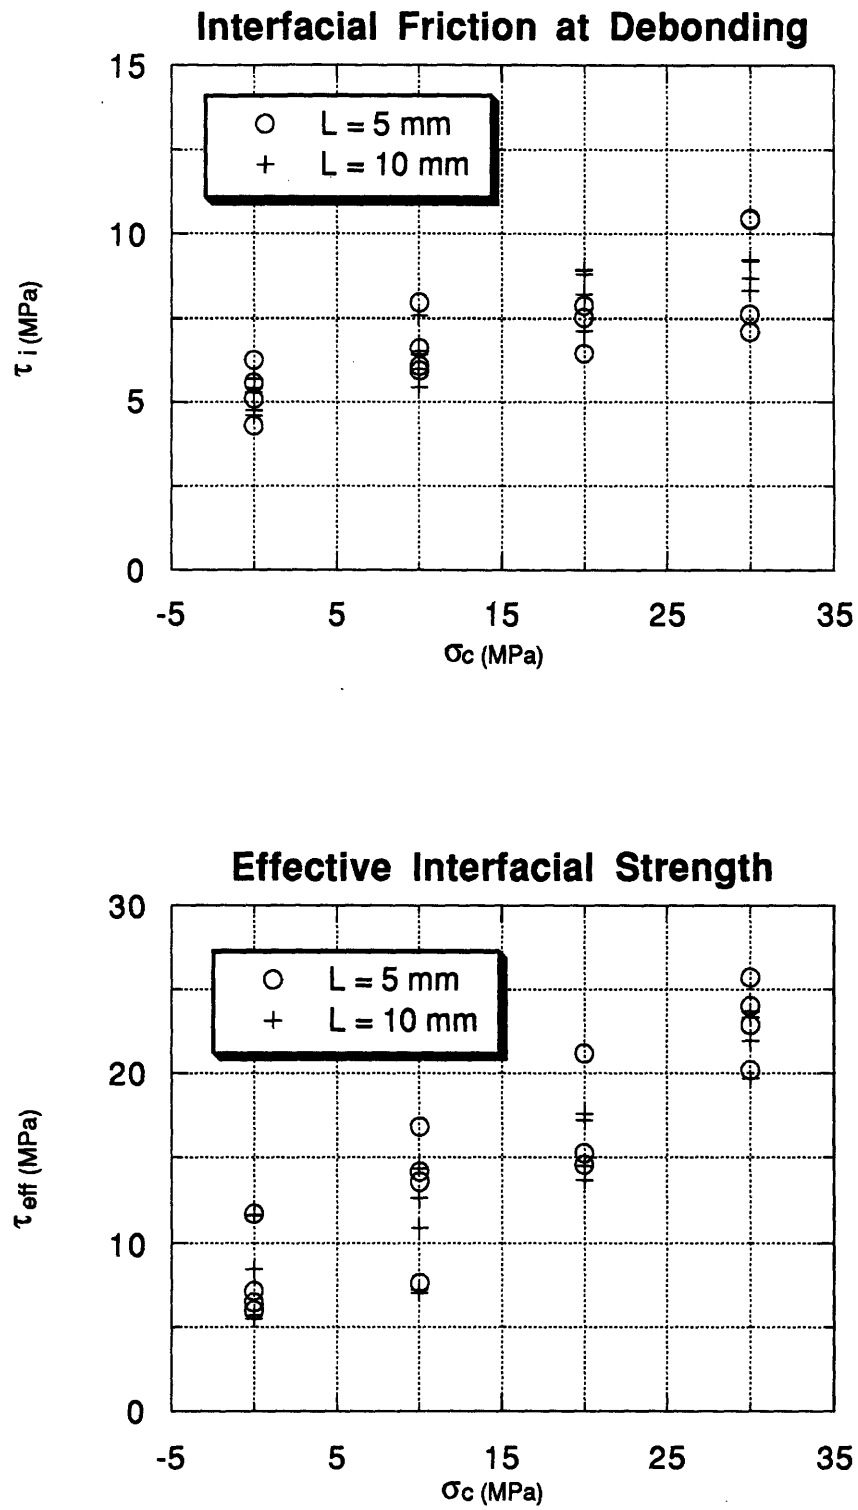 Interfacial Friction at Debonding
15
L = 5 mm
L = 10 mm
10
τi (MPa)
5
0
-5 5 15 25 35
σc (MPa)
Effective Interfacial Strength
30
L = 5 mm
L = 10 mm
20
τeff (MPa)
10
0
-5 5 15 25 35
σc (MPa)